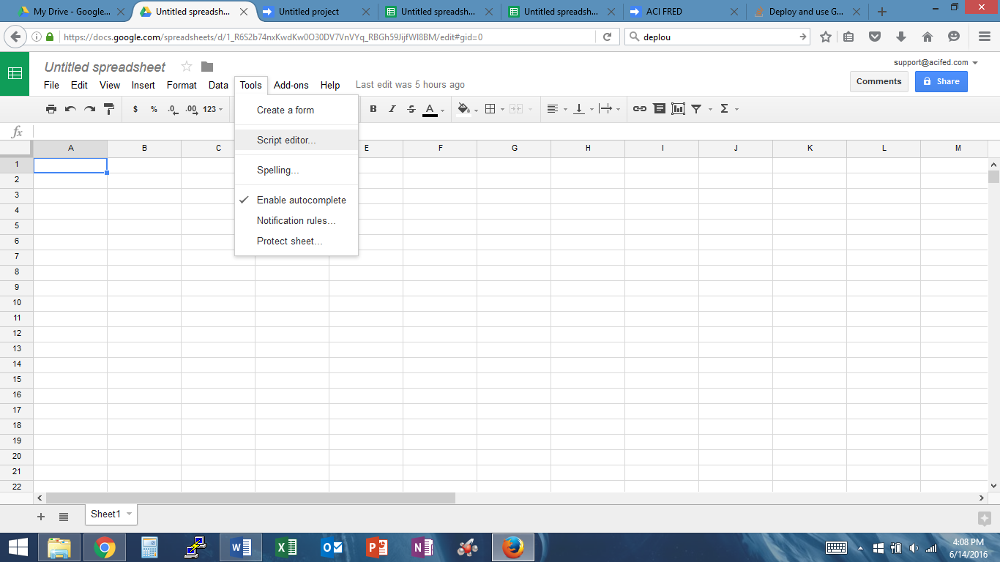 My Drive - Google...
Untitled spreadsh...
Untitled project
Untitled spreadsh...
Untitled spreadsh...
ACI FRED
Deploy and use G...
https://docs.google.com/spreadsheets/d/1_R6S2b74nxKwdKw0O30DV7VnVYq_RBGh59JijfWI8BM/edit#gid=0
deplou
Untitled spreadsheet
support@acifed.com
File Edit View Insert Format Data Tools Add-ons Help Last edit was 5 hours ago
Comments
Share
$ % .0 .00 123
B I S A Σ
fx
Create a form
Script editor...
Spelling...
Enable autocomplete
Notification rules...
Protect sheet...
A B C E F G H I J K L M
1
2
3
4
5
6
7
8
9
10
11
12
13
14
15
16
17
18
19
20
21
22
Sheet1
4:08 PM
6/14/2016